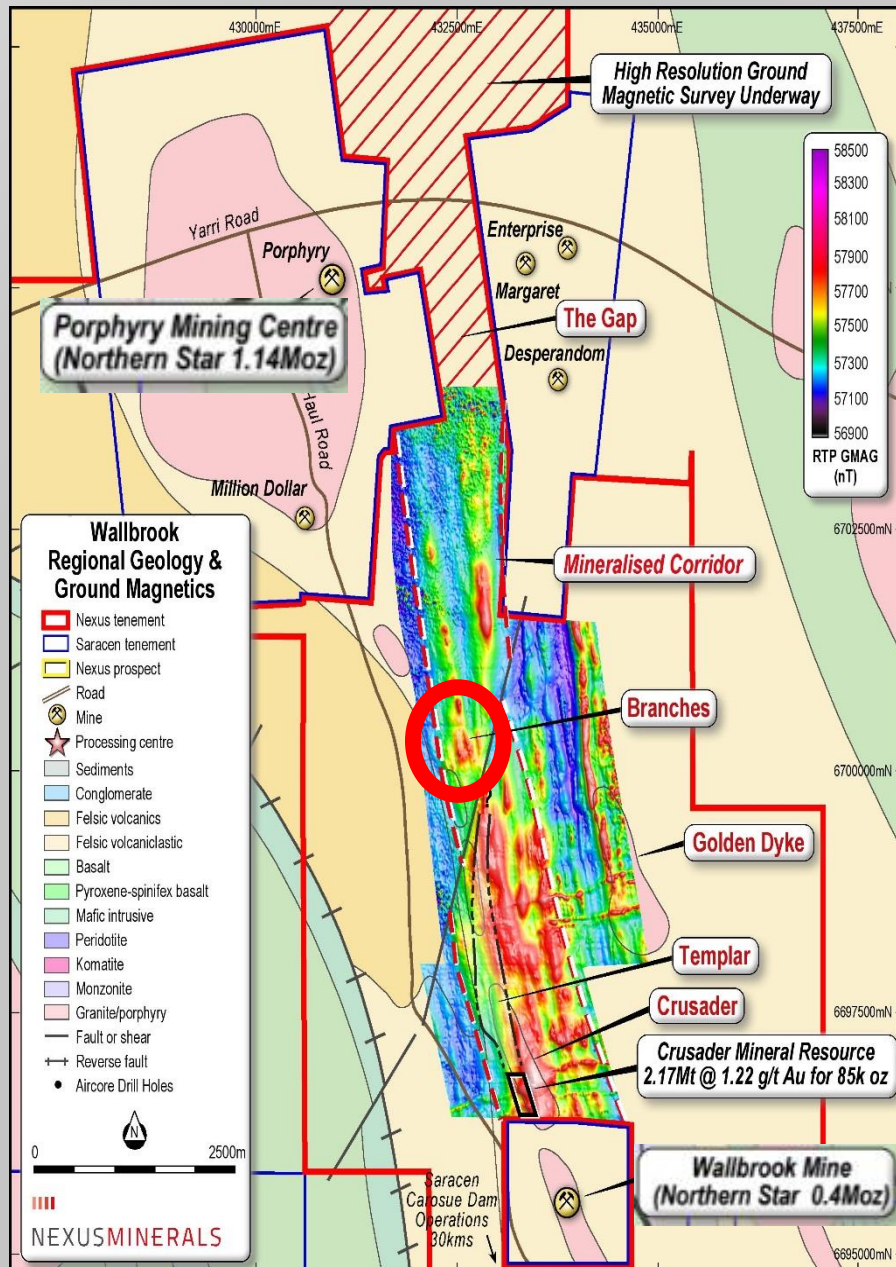 430000mE
432500mE
435000mE
437500mE
High Resolution Ground
Magnetic Survey Underway
58500
58300
58100
57900
57700
57500
57300
57100
56900
RTP GMAG
(nT)
Yarri Road
Porphyry
Enterprise
Margaret
The Gap
Desperandom
Porphyry Mining Centre
(Northern Star 1.14Moz)
Haul Road
Million Dollar
6702500mN
Mineralised Corridor
Wallbrook
Regional Geology &
Ground Magnetics
Nexus tenement
Saracen tenement
Nexus prospect
Road
Mine
Processing centre
Sediments
Conglomerate
Felsic volcanics
Felsic volcaniclastic
Basalt
Pyroxene-spinifex basalt
Mafic intrusive
Peridotite
Komatite
Monzonite
Granite/porphyry
Fault or shear
Reverse fault
Aircore Drill Holes
N
0 2500m
NEXUSMINERALS
Branches
6700000mN
Golden Dyke
Templar
Crusader
6697500mN
Crusader Mineral Resource
2.17Mt @ 1.22 g/t Au for 85k oz
Wallbrook Mine
(Northern Star 0.4Moz)
Saracen
Carosue Dam
Operations
30kms
6695000mN